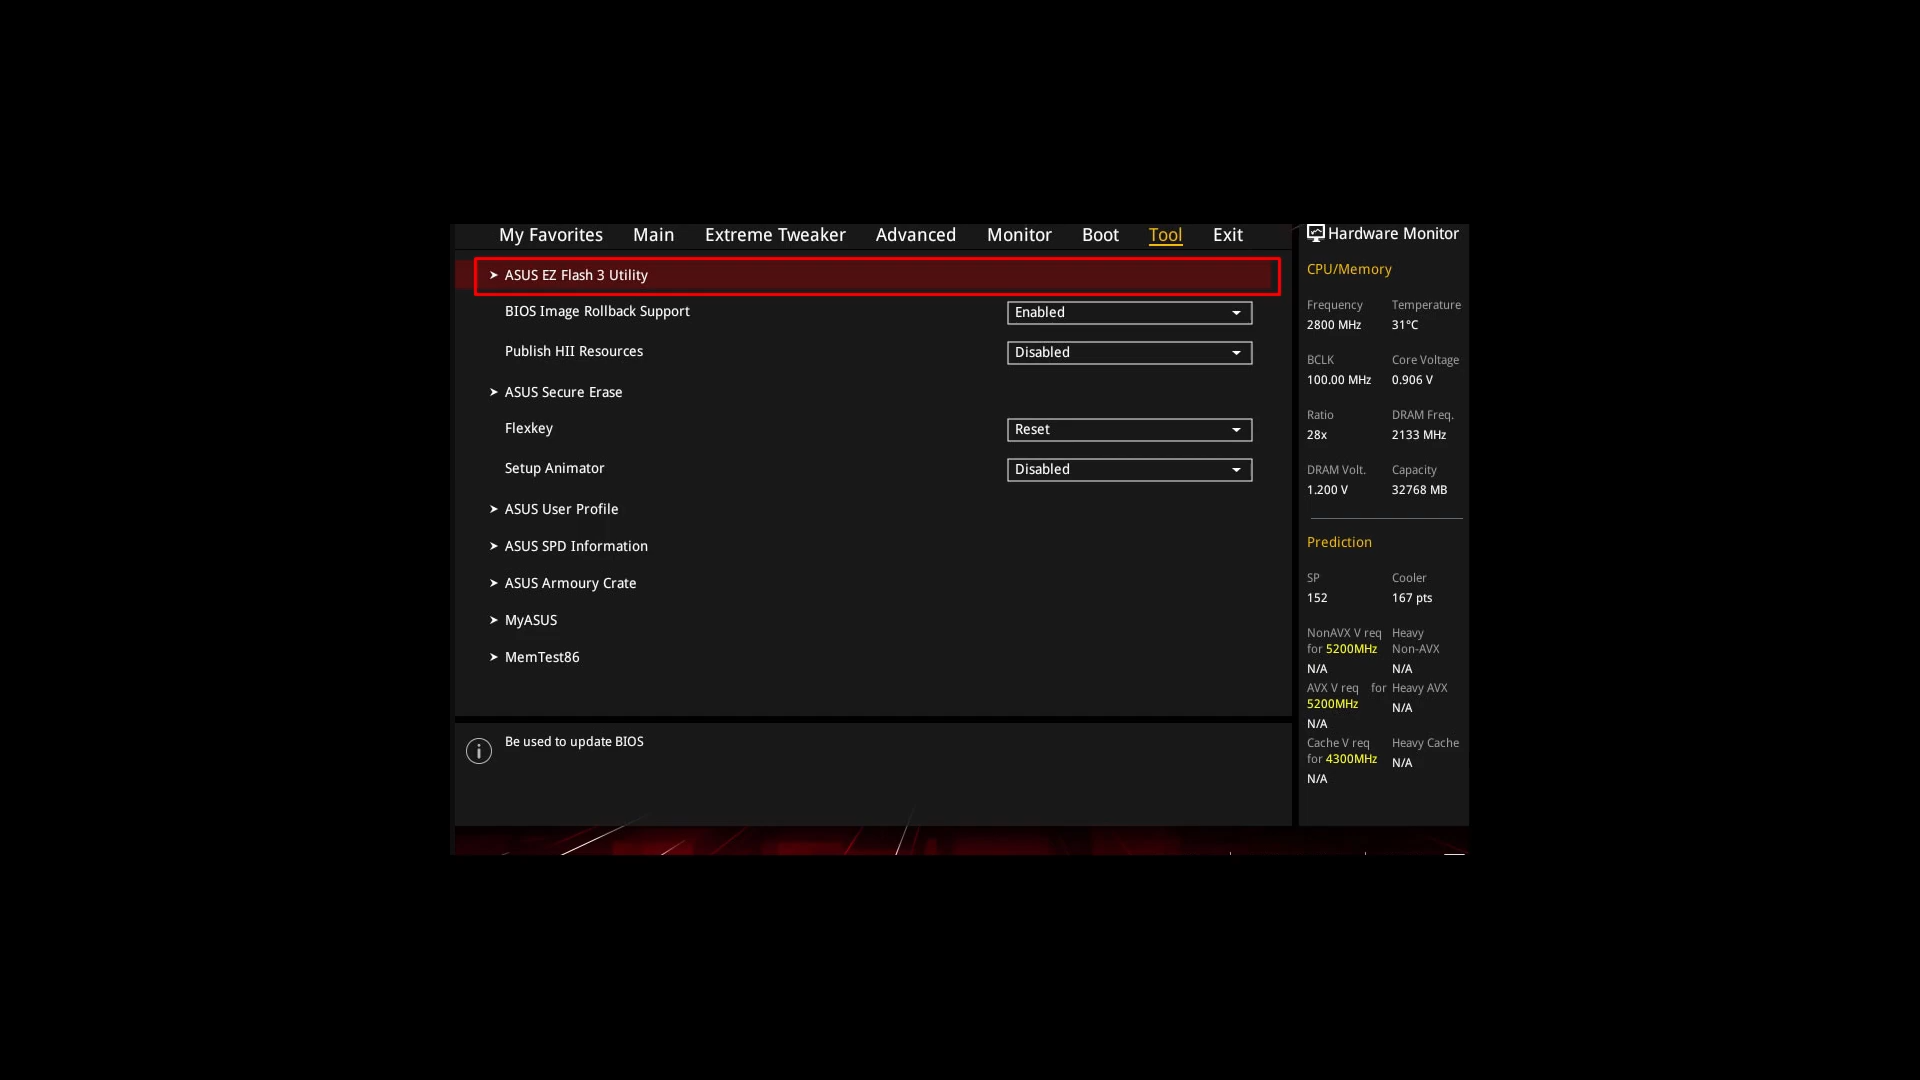 My Favorites Main Extreme Tweaker Advanced Monitor Boot Tool Exit
ASUS EZ Flash 3 Utility
BIOS Image Rollback Support Enabled
Publish HII Resources Disabled
ASUS Secure Erase
Flexkey Reset
Setup Animator Disabled
ASUS User Profile
ASUS SPD Information
ASUS Armoury Crate
MyASUS
MemTest86
Be used to update BIOS
Hardware Monitor
CPU/Memory
Frequency Temperature
2800 MHz 31°C
BCLK Core Voltage
100.00 MHz 0.906 V
Ratio DRAM Freq.
28x 2133 MHz
DRAM Volt. Capacity
1.200 V 32768 MB
Prediction
SP Cooler
152 167 pts
NonAVX V req Heavy
for 5200MHz Non-AVX
N/A N/A
AVX V req for Heavy AVX
5200MHz N/A
N/A
Cache V req Heavy Cache
for 4300MHz N/A
N/A